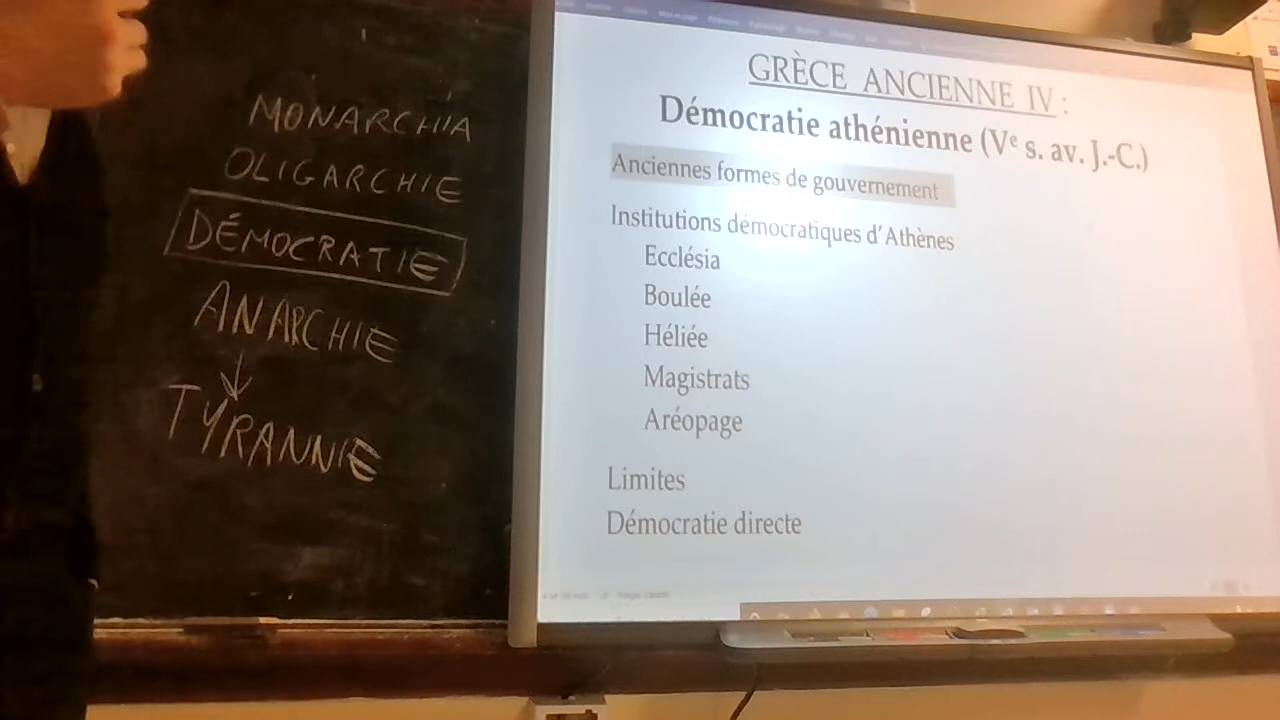 MONARCHIA
OLIGARCHIE
DÉMOCRATIE
ANARCHIE
↓
TYRANNIE
GRÈCE ANCIENNE IV :
Démocratie athénienne (Vᵉ s. av. J.-C.)
Anciennes formes de gouvernement
Institutions démocratiques d'Athènes
Ecclésia
Boulée
Héliée
Magistrats
Aréopage
Limites
Démocratie directe